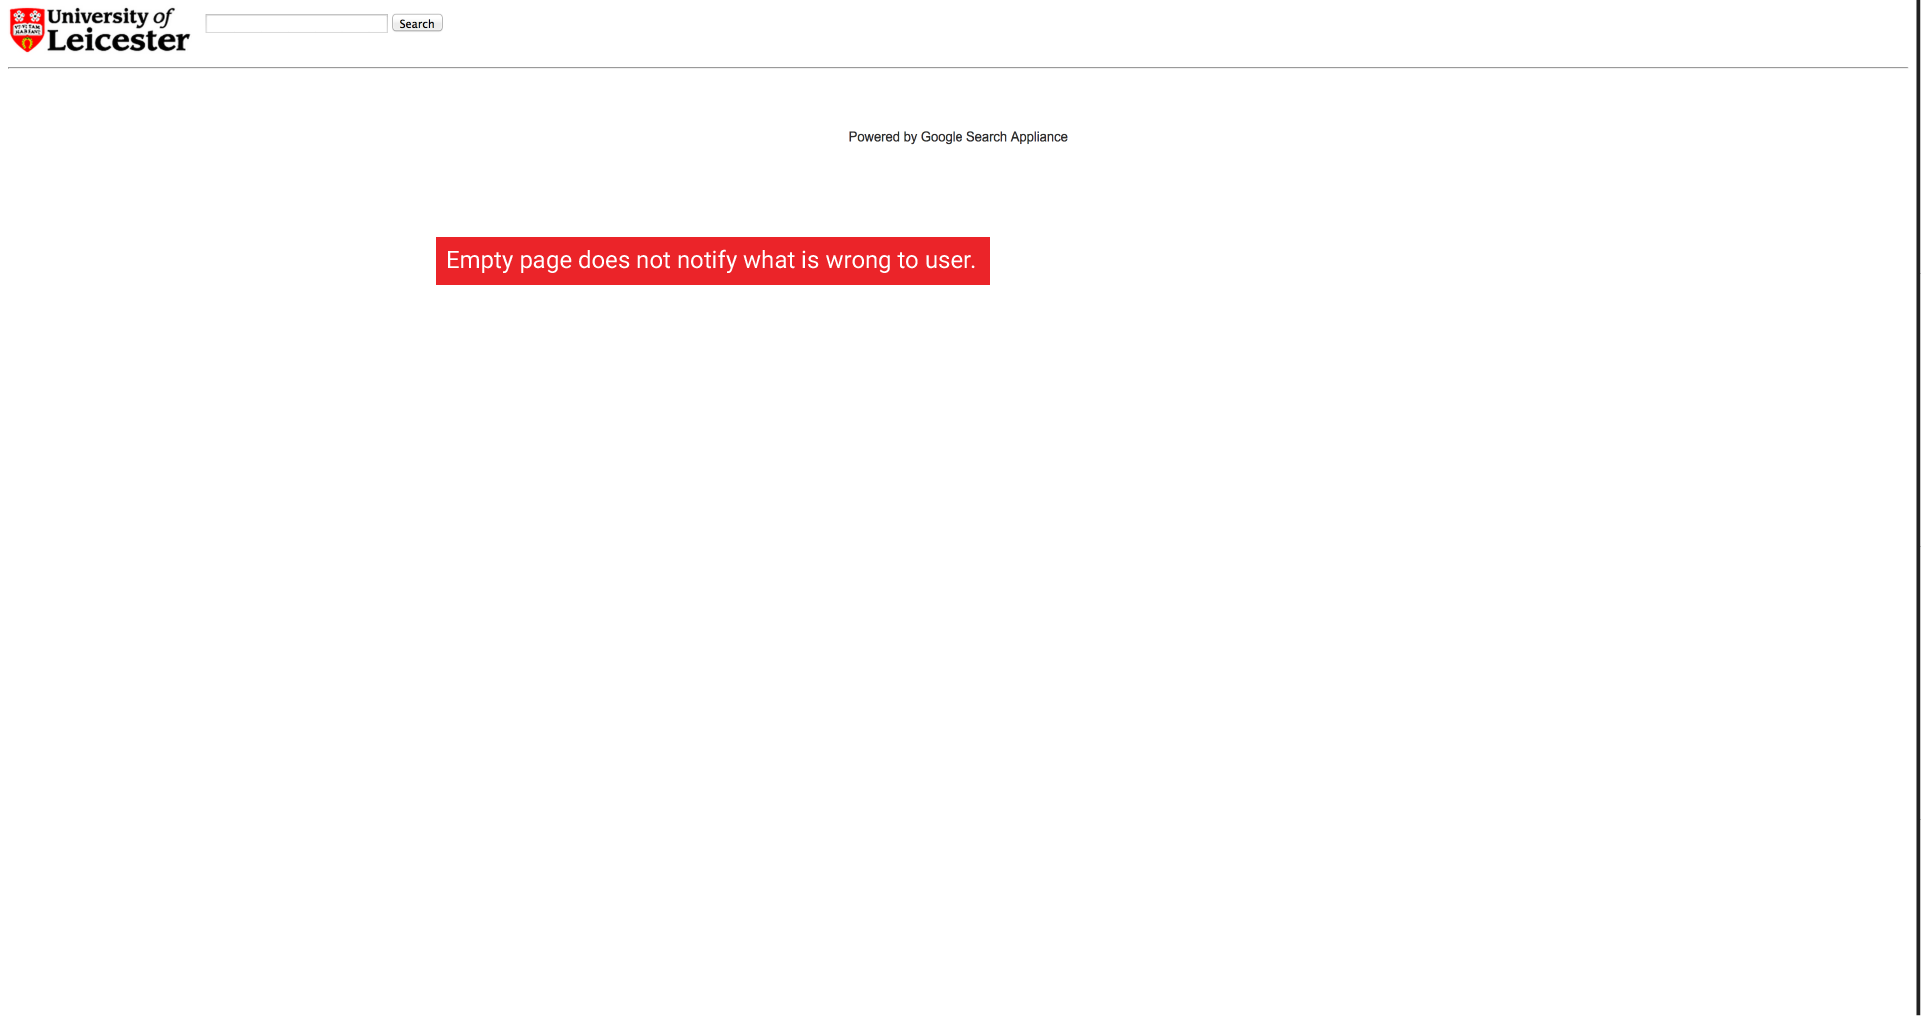 University of
Leicester
Search
Powered by Google Search Appliance
Empty page does not notify what is wrong to user.